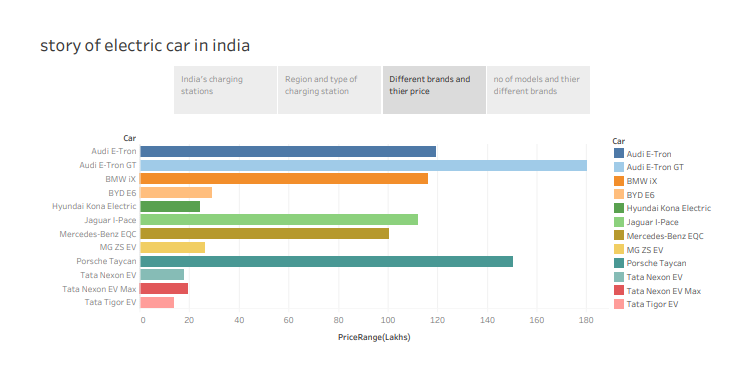 story of electric car in india
India's charging
stations
Region and type of
charging station
Different brands and
thier price
no of models and thier
different brands
Car
Audi E-Tron
Audi E-Tron GT
BMW iX
BYD E6
Hyundai Kona Electric
Jaguar I-Pace
Mercedes-Benz EQC
MG ZS EV
Porsche Taycan
Tata Nexon EV
Tata Nexon EV Max
Tata Tigor EV
0 20 40 60 80 100 120 140 160 180
PriceRange(Lakhs)
Car
Audi E-Tron
Audi E-Tron GT
BMW iX
BYD E6
Hyundai Kona Electric
Jaguar I-Pace
Mercedes-Benz EQC
MG ZS EV
Porsche Taycan
Tata Nexon EV
Tata Nexon EV Max
Tata Tigor EV